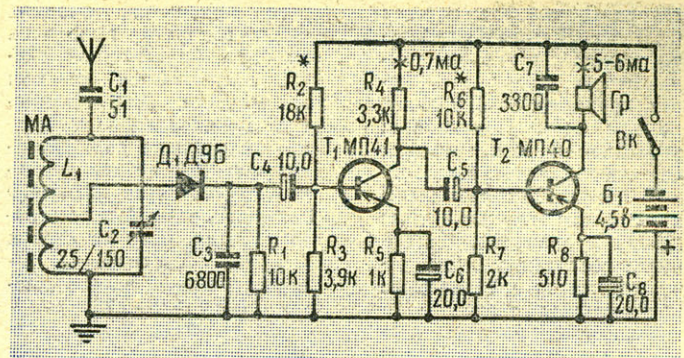 C1
51
МА
L1
C2
25/150
Д1 Д9Б
C3
6800
R1
10к
C4 10,0
*
R2
18к
R3
3,9к
T1 МП41
0,7ма
R4
3,3к
R5
1к
C6
20,0
C5
10,0
*
R6
10к
R7
2к
C7
3300
T2 МП40
5-6ма
Гр
R8
510
C8
20,0
Вк
Б1
4,5в
+